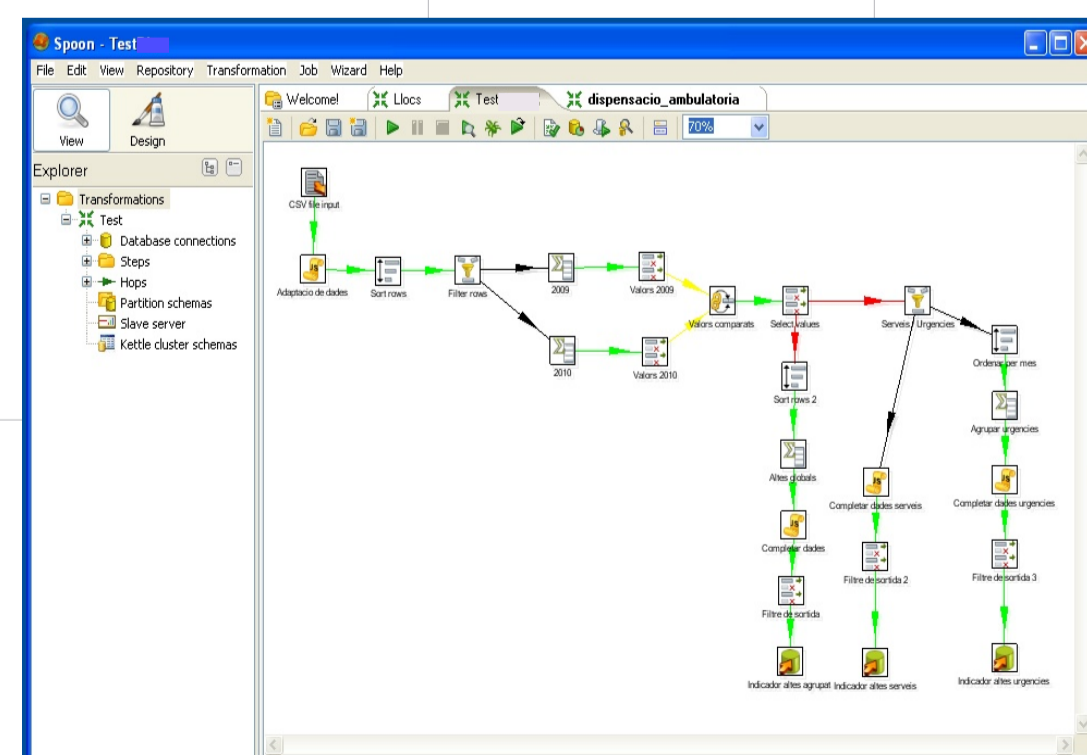 Spoon - Test
File Edit View Repository Transformation Job Wizard Help
View
Design
Welcome!
Llocs
Test
dispensacio_ambulatoria
70%
Explorer
Transformations
Test
Database connections
Steps
Hops
Partition schemas
Slave server
Kettle cluster schemas
CSV file input
Adaptacio de dades
Sort rows
Filter rows
2009
Valors 2009
2010
Valors 2010
Valors comparats
Select values
Serveis / Urgencies
Ordenar per mes
Sort rows 2
Agrupar urgencies
Altes globals
Completar dades serveis
Completar dades urgencies
Completar dades
Filtre de sortida 2
Filtre de sortida 3
Filtre de sortida
Indicador altes agrupat
Indicador altes serveis
Indicador altes urgencies